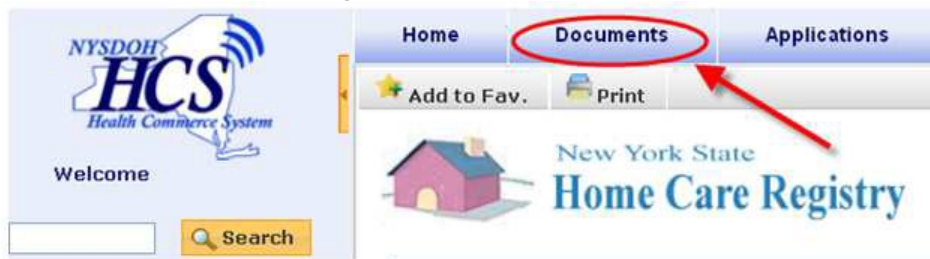 NYSDOH
HCS
Health Commerce System
Welcome
Search
Home Documents Applications
Add to Fav. Print
New York State
Home Care Registry